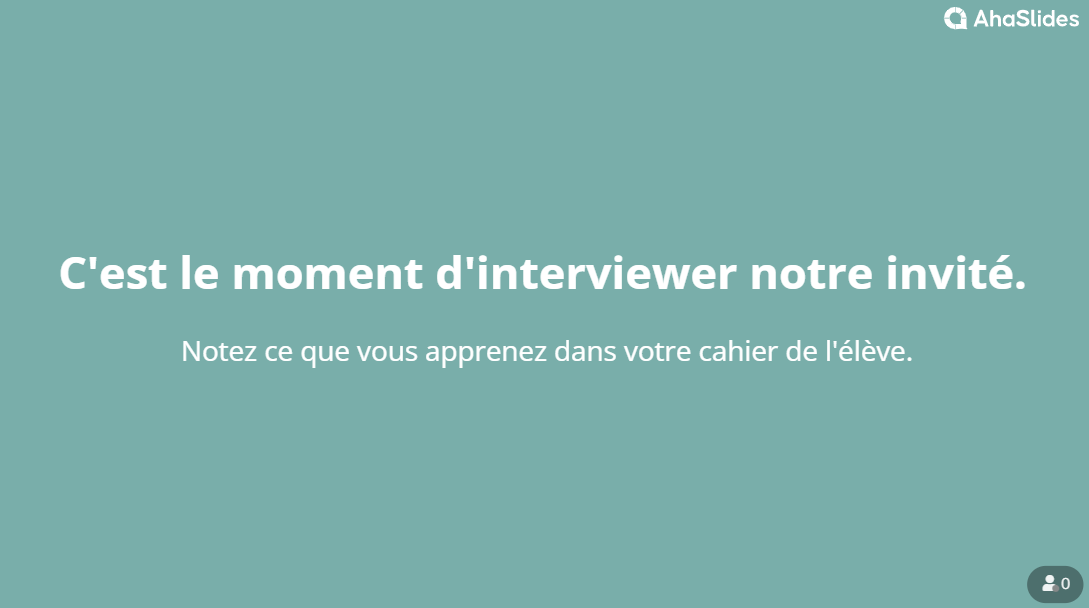 AhaSlides
C'est le moment d'interviewer notre invité.
Notez ce que vous apprenez dans votre cahier de l'élève.
0